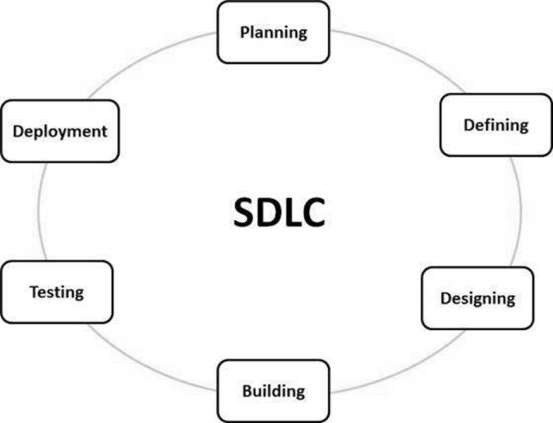 Planning
Defining
Designing
Building
Testing
Deployment
SDLC